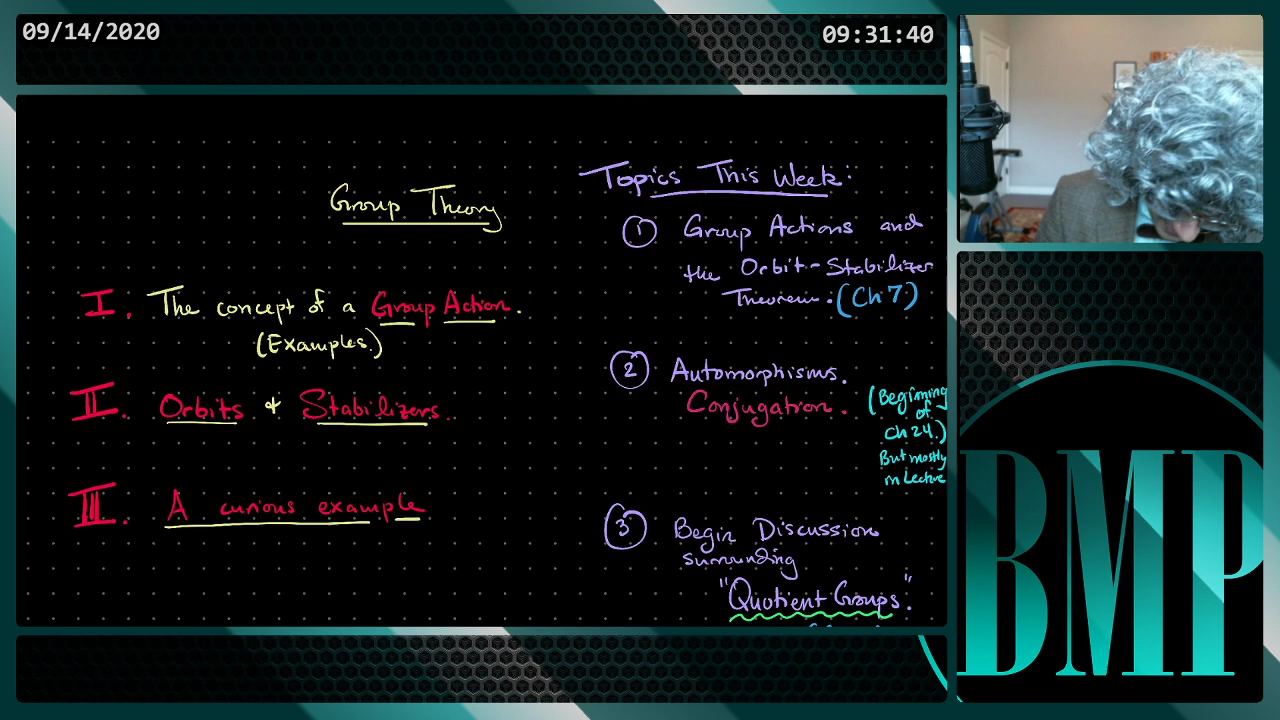 09/14/2020
09:31:40
Group Theory
I. The concept of a Group Action.
(Examples.)
II. Orbits & Stabilizers.
III. A curious example
Topics This Week:
① Group Actions and
the Orbit-Stabilizer
Theorem. (Ch 7.)
② Automorphisms.
Conjugation.
(Beginning
of
Ch 24.)
But mostly
in Lecture
③ Begin Discussion
surrounding
"Quotient Groups".
BMP